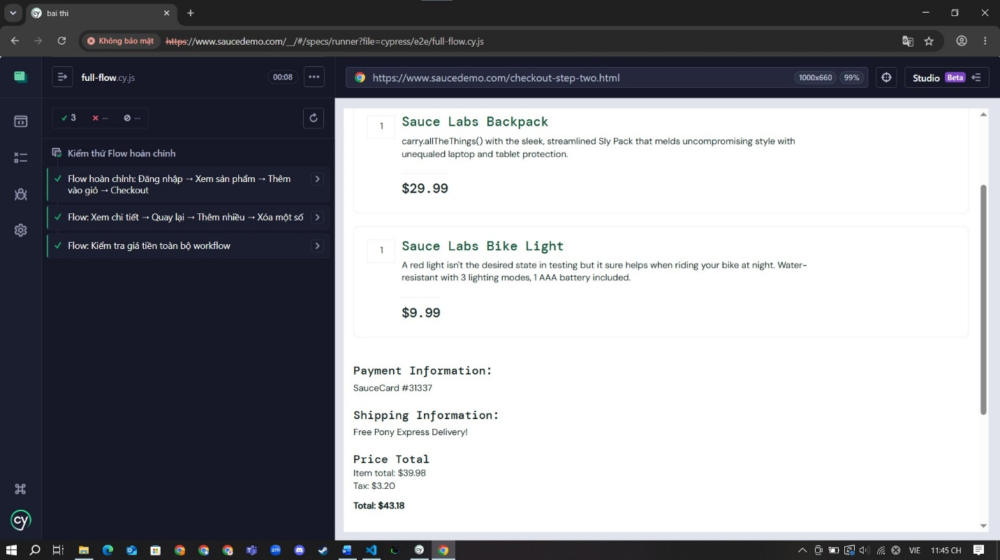 bai thi
Không bảo mật
https://www.saucedemo.com/__/#/specs/runner?file=cypress/e2e/full-flow.cy.js
full-flow.cy.js
00:08
https://www.saucedemo.com/checkout-step-two.html
1000x660
99%
Studio
Beta
3
--
--
Kiểm thử Flow hoàn chỉnh
Flow hoàn chỉnh: Đăng nhập → Xem sản phẩm → Thêm
vào giỏ → Checkout
Flow: Xem chi tiết → Quay lại → Thêm nhiều → Xóa một số
Flow: Kiểm tra giá tiền toàn bộ workflow
1
Sauce Labs Backpack
carry.allTheThings() with the sleek, streamlined Sly Pack that melds uncompromising style with
unequaled laptop and tablet protection.
$29.99
1
Sauce Labs Bike Light
A red light isn't the desired state in testing but it sure helps when riding your bike at night. Water-
resistant with 3 lighting modes, 1 AAA battery included.
$9.99
Payment Information:
SauceCard #31337
Shipping Information:
Free Pony Express Delivery!
Price Total
Item total: $39.98
Tax: $3.20
Total: $43.18
cy
VIE
11:45 CH